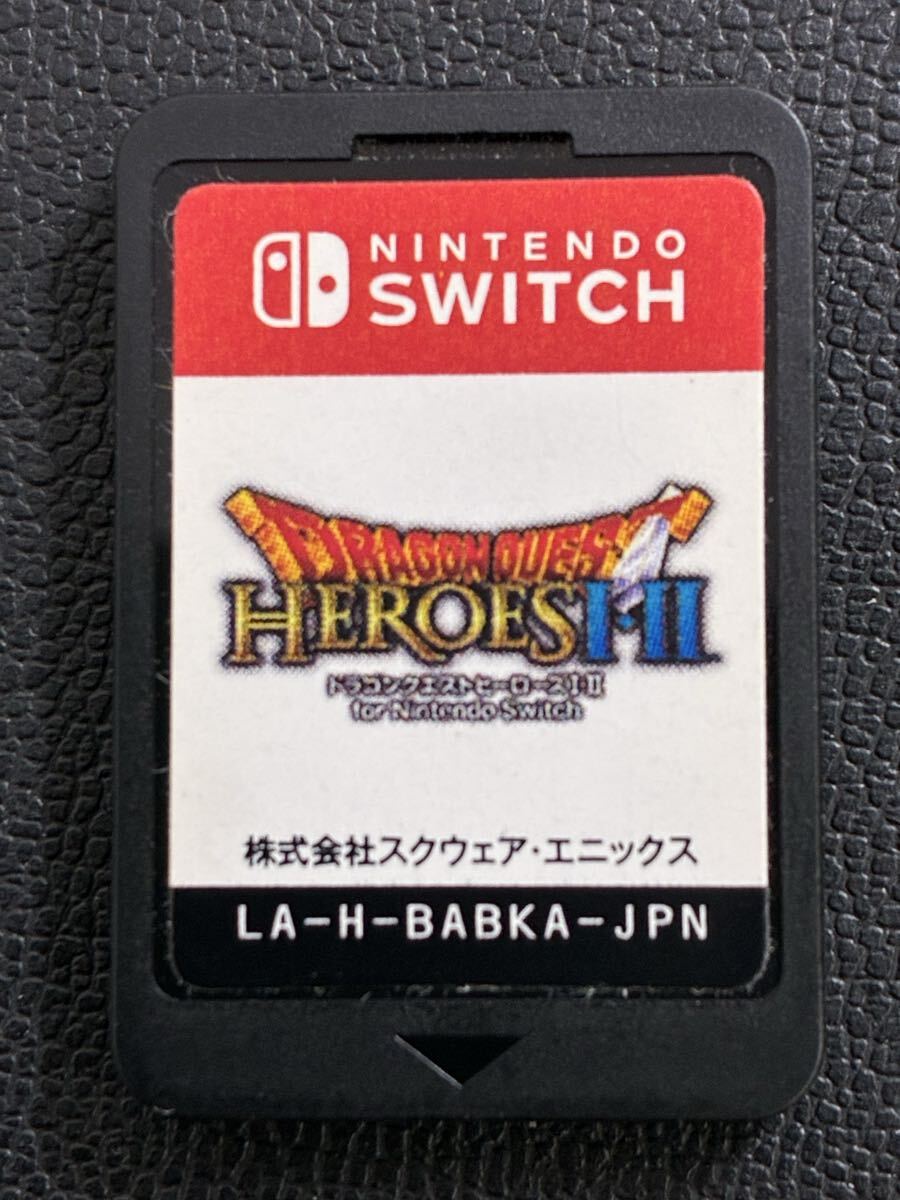 NINTENDO
SWITCH
DRAGON QUEST
HEROES I・II
ドラゴンクエストヒーローズI・II
for Nintendo Switch
株式会社スクウェア・エニックス
LA-H-BABKA-JPN